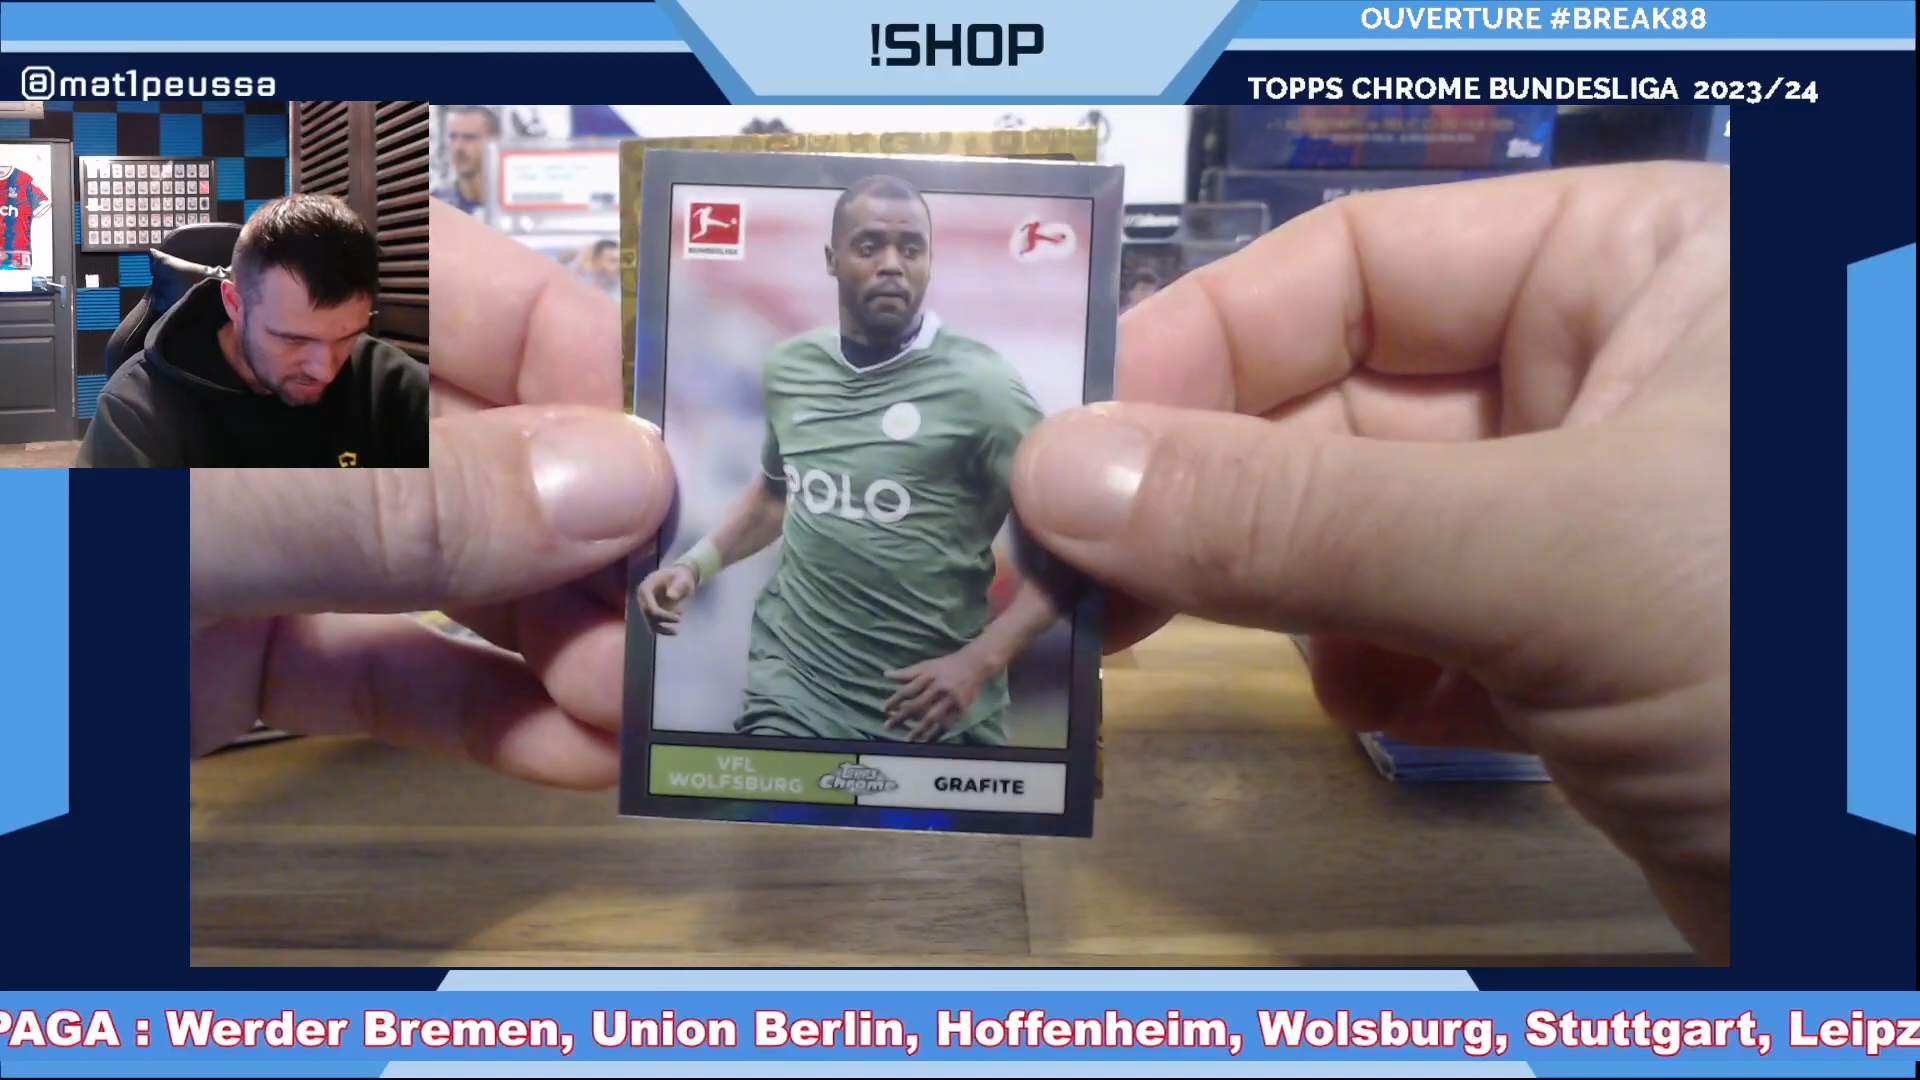 !SHOP
OUVERTURE #BREAK88
@mat1peussa
TOPPS CHROME BUNDESLIGA 2023/24
BUNDESLIGA
POLO
VFL
WOLFSBURG
Topps
Chrome
GRAFITE
PAGA : Werder Bremen, Union Berlin, Hoffenheim, Wolsburg, Stuttgart, Leipz